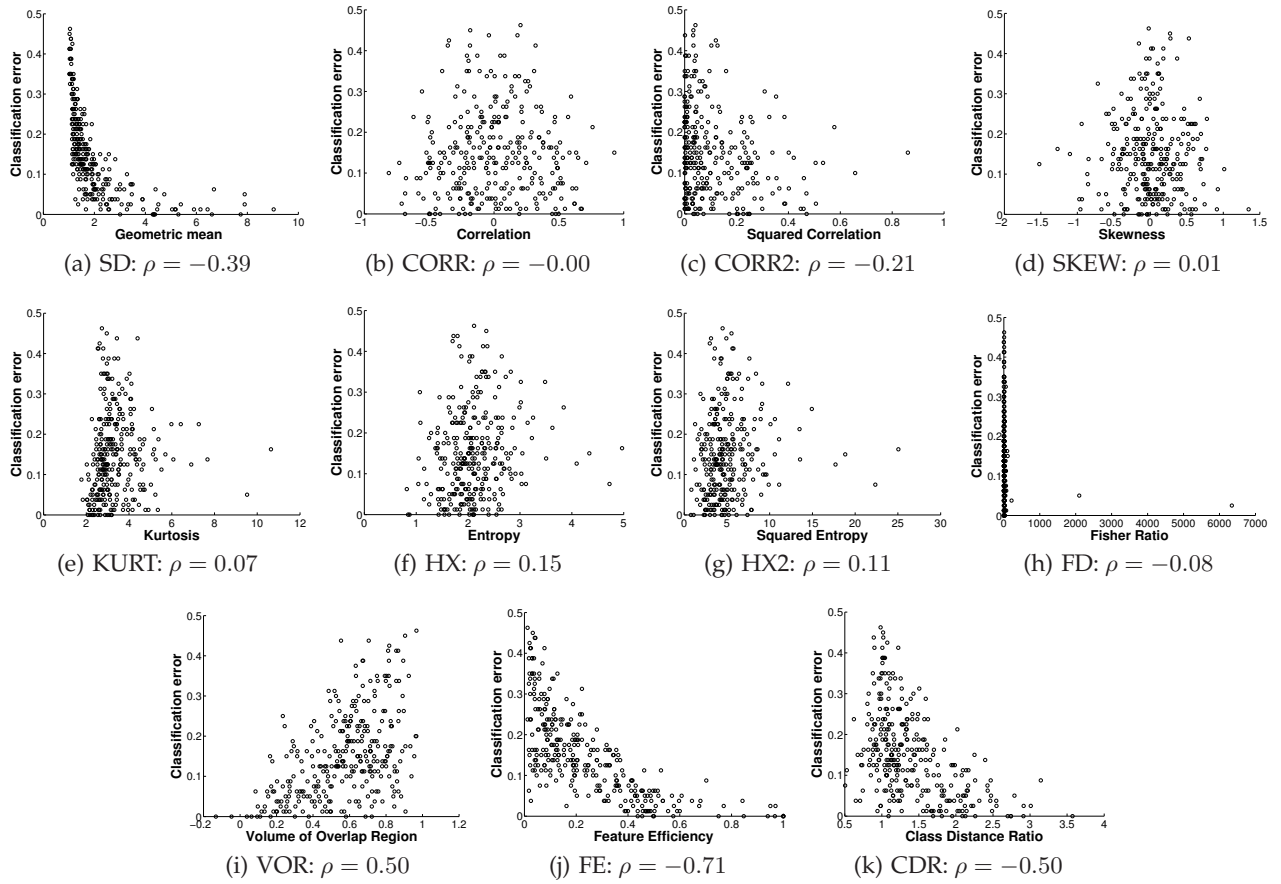 0.5
0.4
0.3
0.2
0.1
0
2 4 6 8 10
Classification error
Geometric mean
(a) SD: ρ = −0.39
0.5
0.4
0.3
0.2
0.1
0
−1 −0.5 0 0.5 1
Classification error
Correlation
(b) CORR: ρ = −0.00
0.5
0.4
0.3
0.2
0.1
0
0 0.2 0.4 0.6 0.8 1
Classification error
Squared Correlation
(c) CORR2: ρ = −0.21
0.5
0.4
0.3
0.2
0.1
0
−2 −1.5 −1 −0.5 0 0.5 1 1.5
Classification error
Skewness
(d) SKEW: ρ = 0.01
0.5
0.4
0.3
0.2
0.1
0
0 2 4 6 8 10 12
Classification error
Kurtosis
(e) KURT: ρ = 0.07
0.5
0.4
0.3
0.2
0.1
0
0 1 2 3 4 5
Classification error
Entropy
(f) HX: ρ = 0.15
0.5
0.4
0.3
0.2
0.1
0
0 5 10 15 20 25 30
Classification error
Squared Entropy
(g) HX2: ρ = 0.11
0.5
0.4
0.3
0.2
0.1
0
0 1000 2000 3000 4000 5000 6000 7000
Classification error
Fisher Ratio
(h) FD: ρ = −0.08
0.5
0.4
0.3
0.2
0.1
0
−0.2 0 0.2 0.4 0.6 0.8 1 1.2
Classification error
Volume of Overlap Region
(i) VOR: ρ = 0.50
0.5
0.4
0.3
0.2
0.1
0
0 0.2 0.4 0.6 0.8 1
Classification error
Feature Efficiency
(j) FE: ρ = −0.71
0.5
0.4
0.3
0.2
0.1
0
0.5 1 1.5 2 2.5 3 3.5 4
Classification error
Class Distance Ratio
(k) CDR: ρ = −0.50